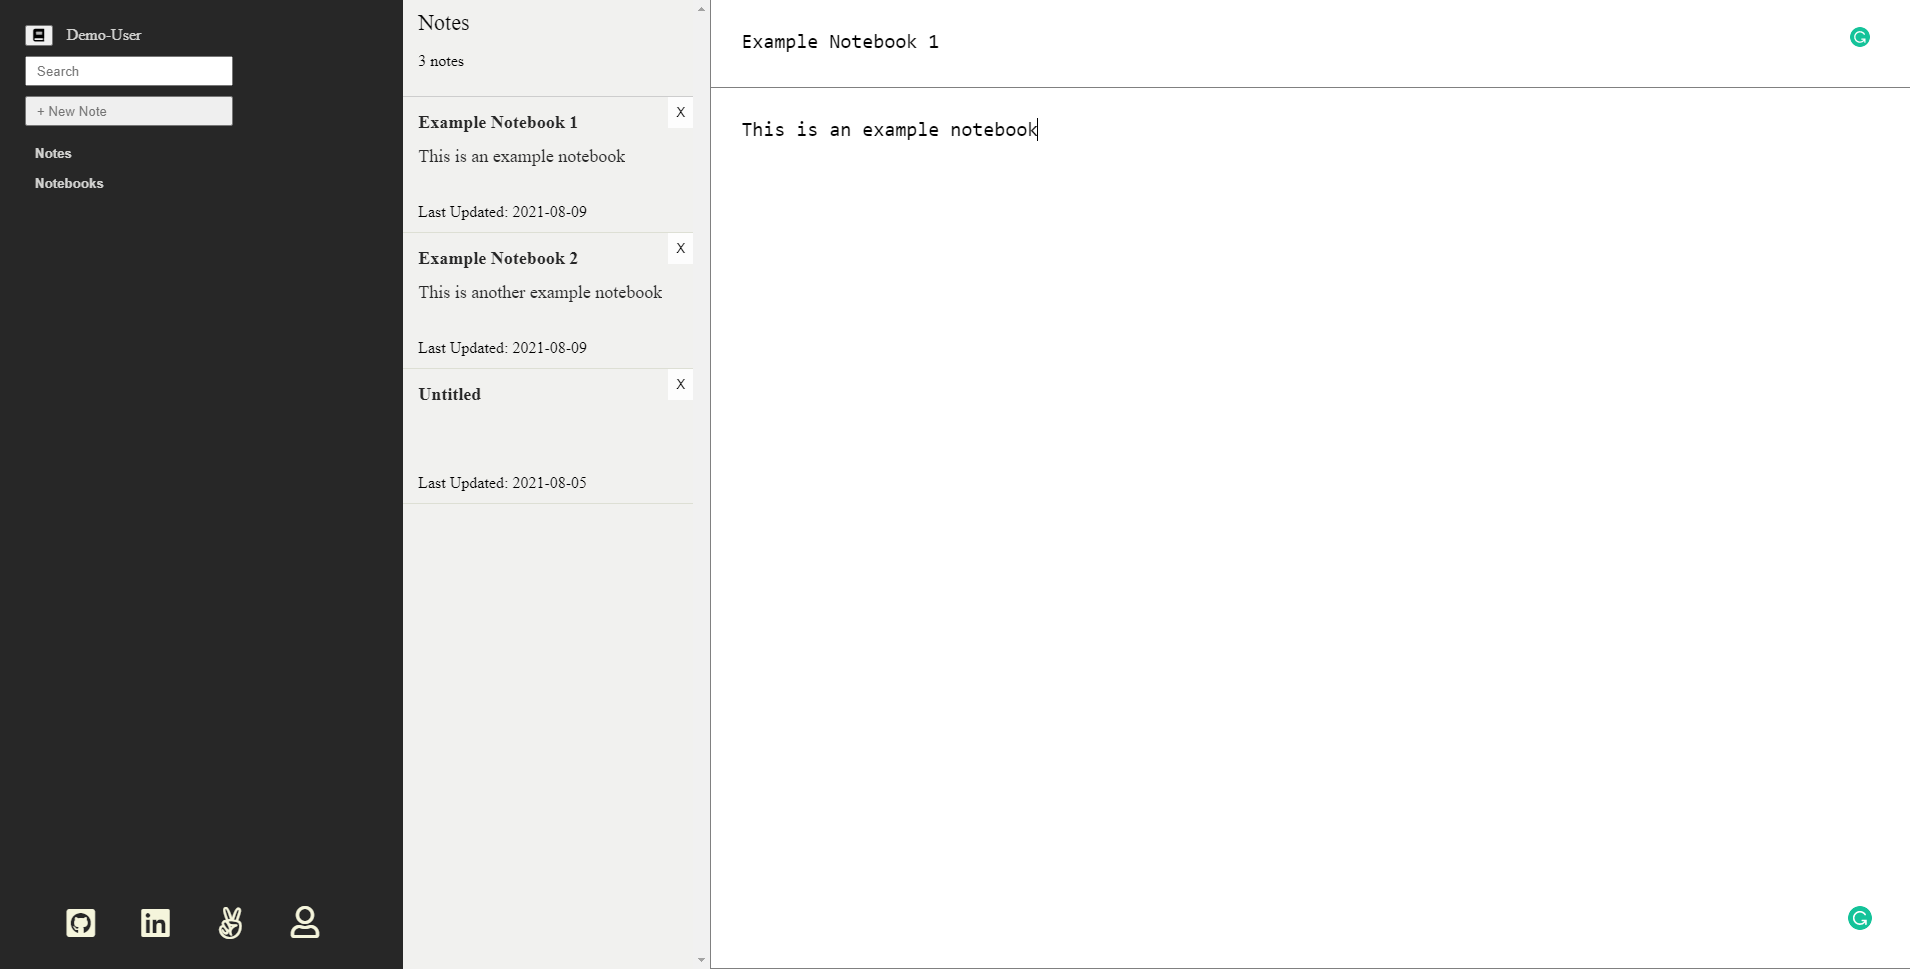 Demo-User
Search
+ New Note
Notes
Notebooks
Notes
3 notes
Example Notebook 1
X
This is an example notebook
Last Updated: 2021-08-09
Example Notebook 2
X
This is another example notebook
Last Updated: 2021-08-09
Untitled
X
Last Updated: 2021-08-05
Example Notebook 1
This is an example notebook
in